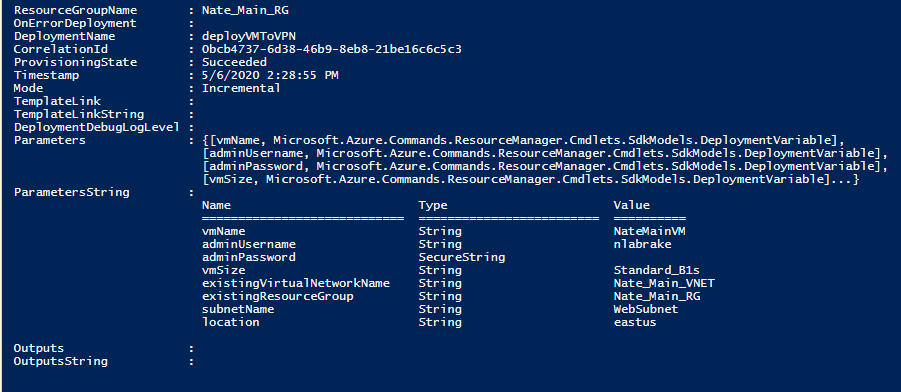 ResourceGroupName : Nate_Main_RG
OnErrorDeployment :
DeploymentName : deployVMToVPN
CorrelationId : 0bcb4737-6d38-46b9-8eb8-21be16c6c5c3
ProvisioningState : Succeeded
Timestamp : 5/6/2020 2:28:55 PM
Mode : Incremental
TemplateLink :
TemplateLinkString :
DeploymentDebugLogLevel :
Parameters : {[vmName, Microsoft.Azure.Commands.ResourceManager.Cmdlets.SdkModels.DeploymentVariable],
[adminUsername, Microsoft.Azure.Commands.ResourceManager.Cmdlets.SdkModels.DeploymentVariable],
[adminPassword, Microsoft.Azure.Commands.ResourceManager.Cmdlets.SdkModels.DeploymentVariable],
[vmSize, Microsoft.Azure.Commands.ResourceManager.Cmdlets.SdkModels.DeploymentVariable]...}
ParametersString :
Name Type Value
============================ ========================= ==========
vmName String NateMainVM
adminUsername String nlabrake
adminPassword SecureString
vmSize String Standard_B1s
existingVirtualNetworkName String Nate_Main_VNET
existingResourceGroup String Nate_Main_RG
subnetName String WebSubnet
location String eastus
Outputs :
OutputsString :